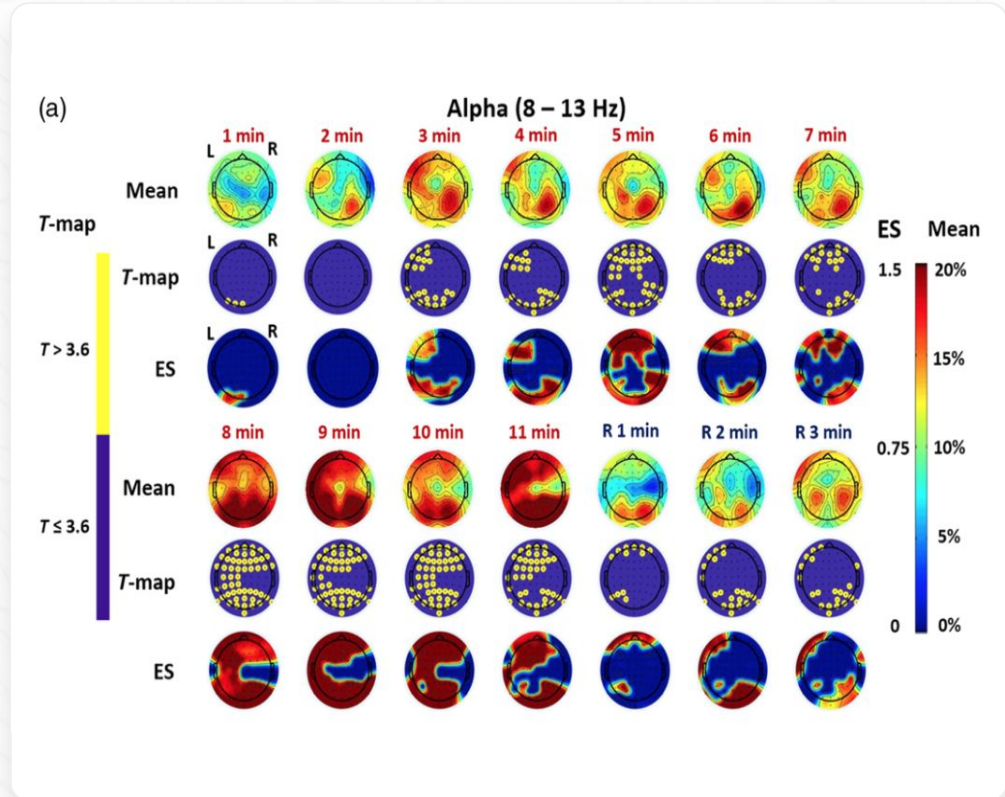 (a)
Alpha (8 – 13 Hz)
1 min 2 min 3 min 4 min 5 min 6 min 7 min
L R
Mean
T-map
L R
T-map
ES Mean
1.5 20%
T > 3.6
L R
ES
15%
8 min 9 min 10 min 11 min R 1 min R 2 min R 3 min
0.75 10%
Mean
T ≤ 3.6
5%
T-map
0 0%
ES